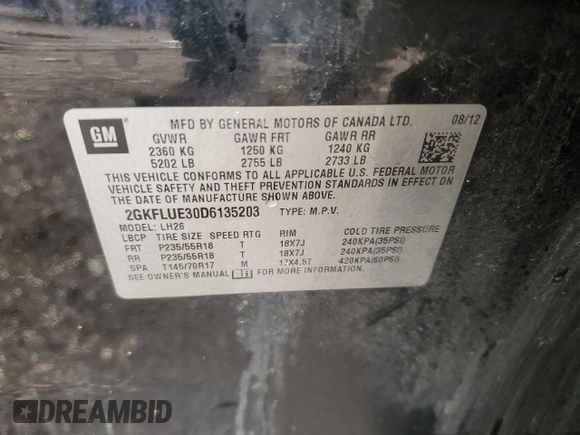 GM
MFD BY GENERAL MOTORS OF CANADA LTD. 08/12
GVWR GAWR FRT GAWR RR
2360 KG 1250 KG 1240 KG
5202 LB 2755 LB 2733 LB
THIS VEHICLE CONFORMS TO ALL APPLICABLE U.S. FEDERAL MOTOR
VEHICLE SAFETY AND THEFT PREVENTION STANDARDS IN EFFECT ON
THE DATE OF MANUFACTURE SHOWN ABOVE.
2GKFLUE30D6135203 TYPE: M.P.V.
MODEL: LH26
LBCP TIRE SIZE SPEED RTG RIM COLD TIRE PRESSURE
FRT P235/55R18 T 18X7J 240KPA(35PSI)
RR P235/55R18 T 18X7J 240KPA(35PSI)
SPA T145/70R17 M 17X4.5T 420KPA(60PSI)
SEE OWNER'S MANUAL FOR MORE INFORMATION.
DREAMBID